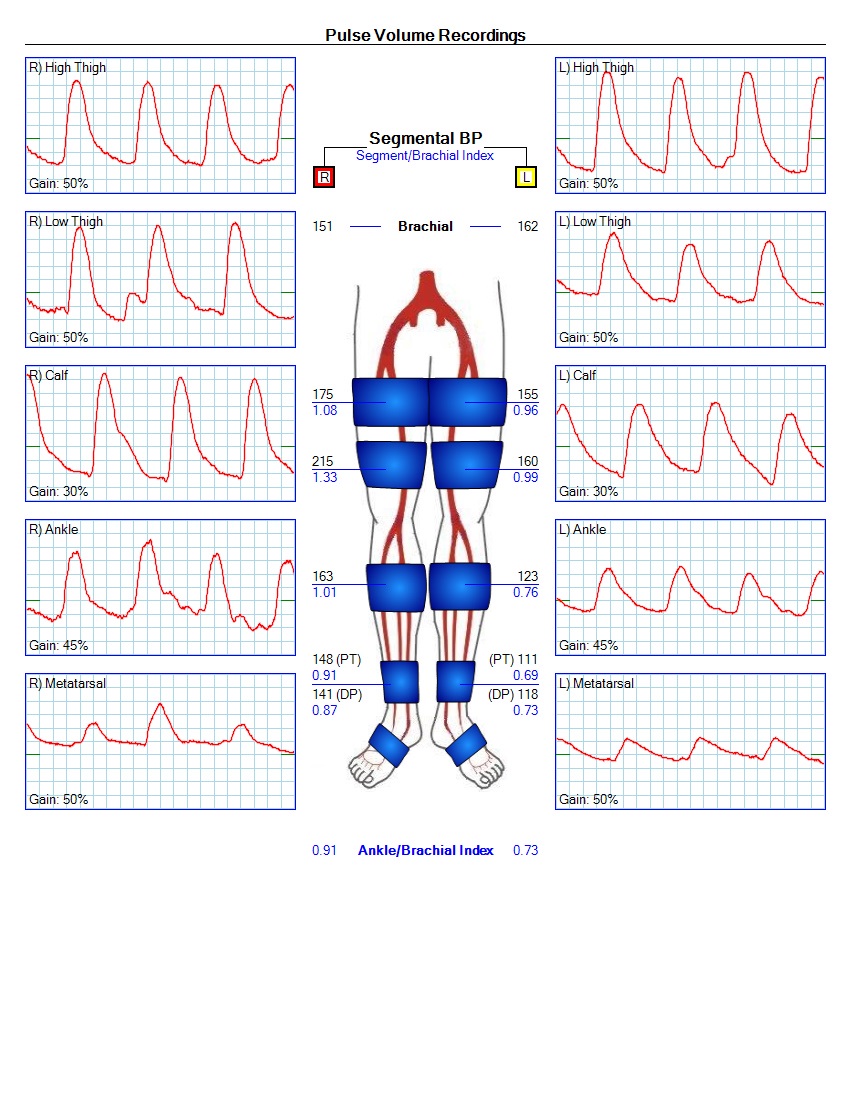 Pulse Volume Recordings
R) High Thigh
Gain: 50%
R) Low Thigh
Gain: 50%
R) Calf
Gain: 30%
R) Ankle
Gain: 45%
R) Metatarsal
Gain: 50%
Segmental BP
Segment/Brachial Index
R L
151 Brachial 162
175 155
1.08 0.96
215 160
1.33 0.99
163 123
1.01 0.76
148 (PT) (PT) 111
0.91 0.69
141 (DP) (DP) 118
0.87 0.73
0.91 Ankle/Brachial Index 0.73
L) High Thigh
Gain: 50%
L) Low Thigh
Gain: 50%
L) Calf
Gain: 30%
L) Ankle
Gain: 45%
L) Metatarsal
Gain: 50%